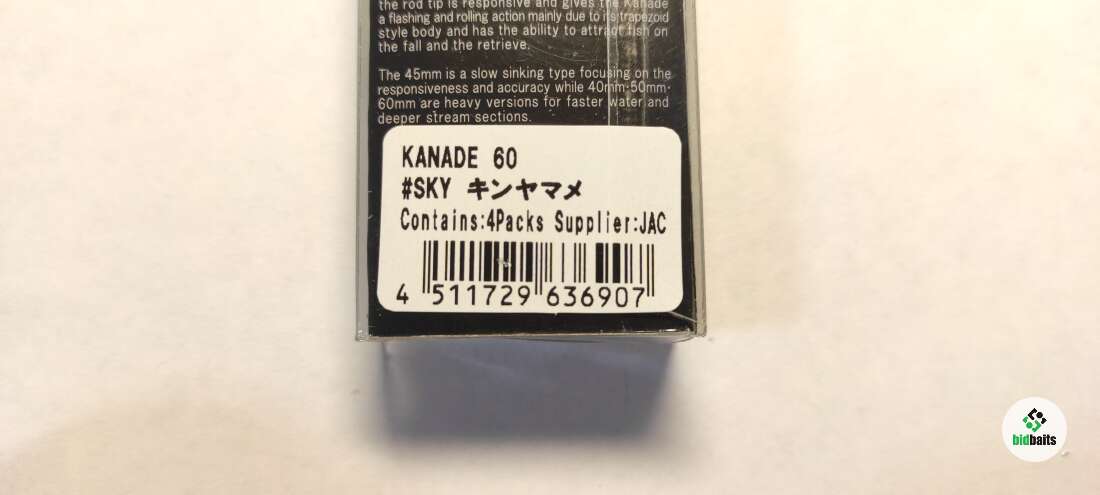 the rod tip is responsive and gives the Kanade
a flashing and rolling action mainly due to its trapezoid
style body and has the ability to attract fish on
the fall and the retrieve.
The 45mm is a slow sinking type focusing on the
responsiveness and accuracy while 40mm·50mm·
60mm are heavy versions for faster water and
deeper stream sections.
KANADE 60
#SKY キンヤマメ
Contains:4Packs Supplier:JAC
4 511729 636907
bidbaits